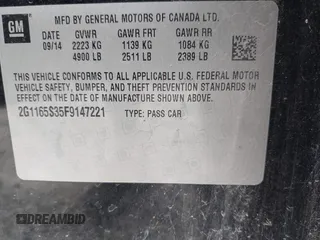 GM
MFD BY GENERAL MOTORS OF CANADA LTD.
DATE GVWR GAWR FRT GAWR RR
09/14 2223 KG 1139 KG 1084 KG
4900 LB 2511 LB 2389 LB
THIS VEHICLE CONFORMS TO ALL APPLICABLE U.S. FEDERAL MOTOR
VEHICLE SAFETY, BUMPER, AND THEFT PREVENTION STANDARDS IN
EFFECT ON THE DATE OF MANUFACTURE SHOWN ABOVE.
2G1165S35F9147221 TYPE: PASS CAR
DREAMBID